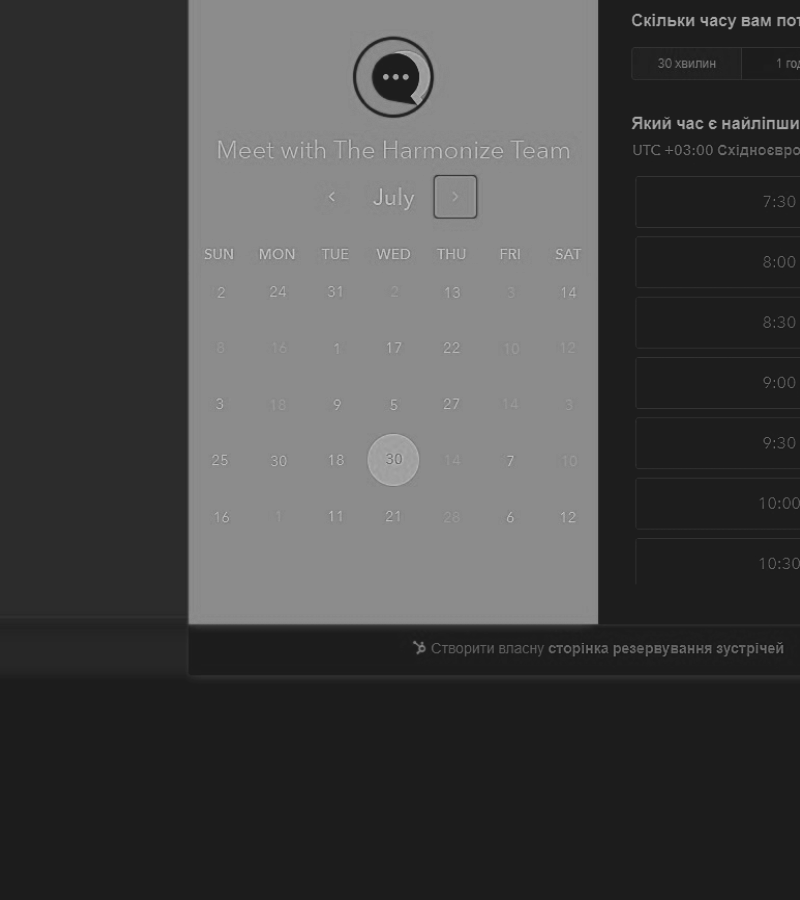 Meet with The Harmonize Team
July
SUN MON TUE WED THU FRI SAT
2 24 31 2 13 3 14
8 16 1 17 22 10 12
3 18 9 5 27 14 3
25 30 18 30 14 7 10
16 1 11 21 28 6 12
Скільки часу вам пот
30 хвилин 1 год
Який час є найліпши
UTC +03:00 Східноєвро
7:30
8:00
8:30
9:00
9:30
10:00
10:30
Створити власну сторінка резервування зустрічей